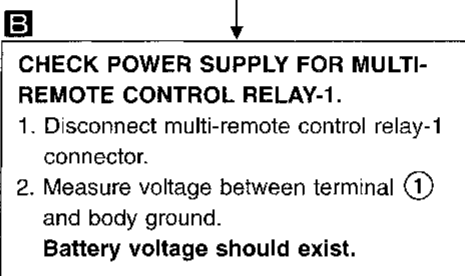 B
CHECK POWER SUPPLY FOR MULTI-
REMOTE CONTROL RELAY-1.
1. Disconnect multi-remote control relay-1
connector.
2. Measure voltage between terminal ①
and body ground.
Battery voltage should exist.